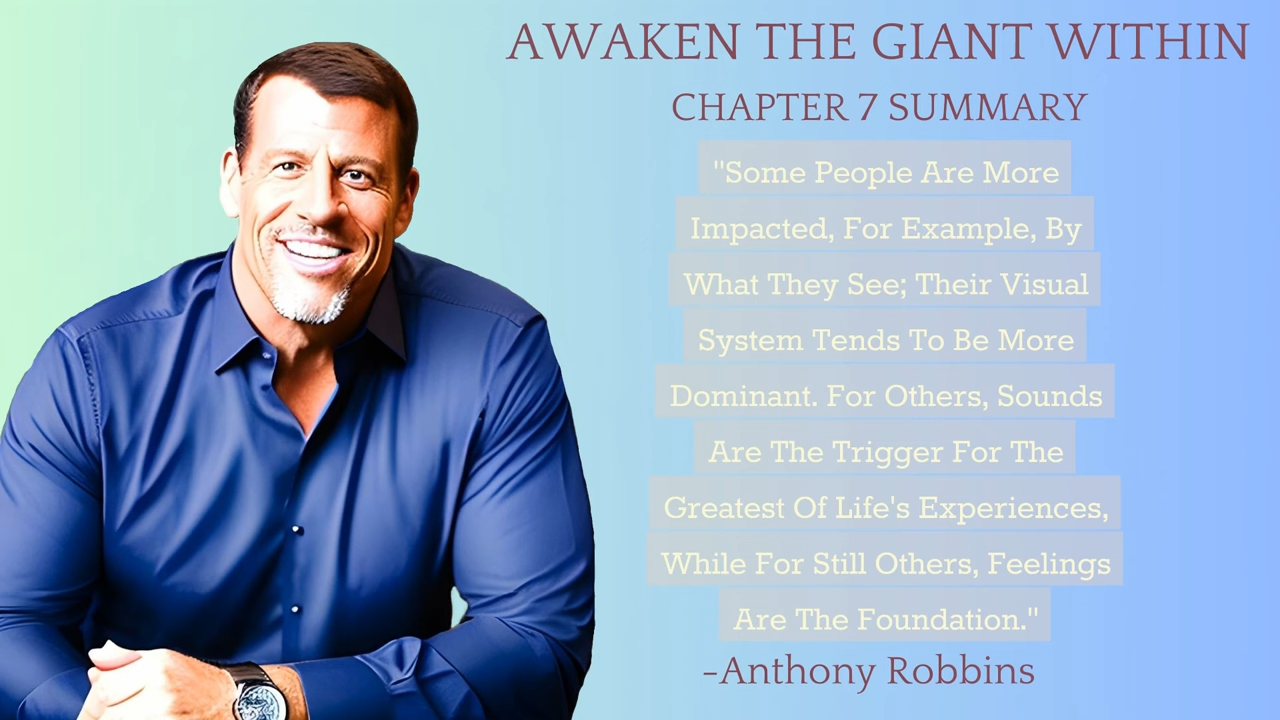 AWAKEN THE GIANT WITHIN
CHAPTER 7 SUMMARY
"Some People Are More
Impacted, For Example, By
What They See; Their Visual
System Tends To Be More
Dominant. For Others, Sounds
Are The Trigger For The
Greatest Of Life's Experiences,
While For Still Others, Feelings
Are The Foundation."
-Anthony Robbins